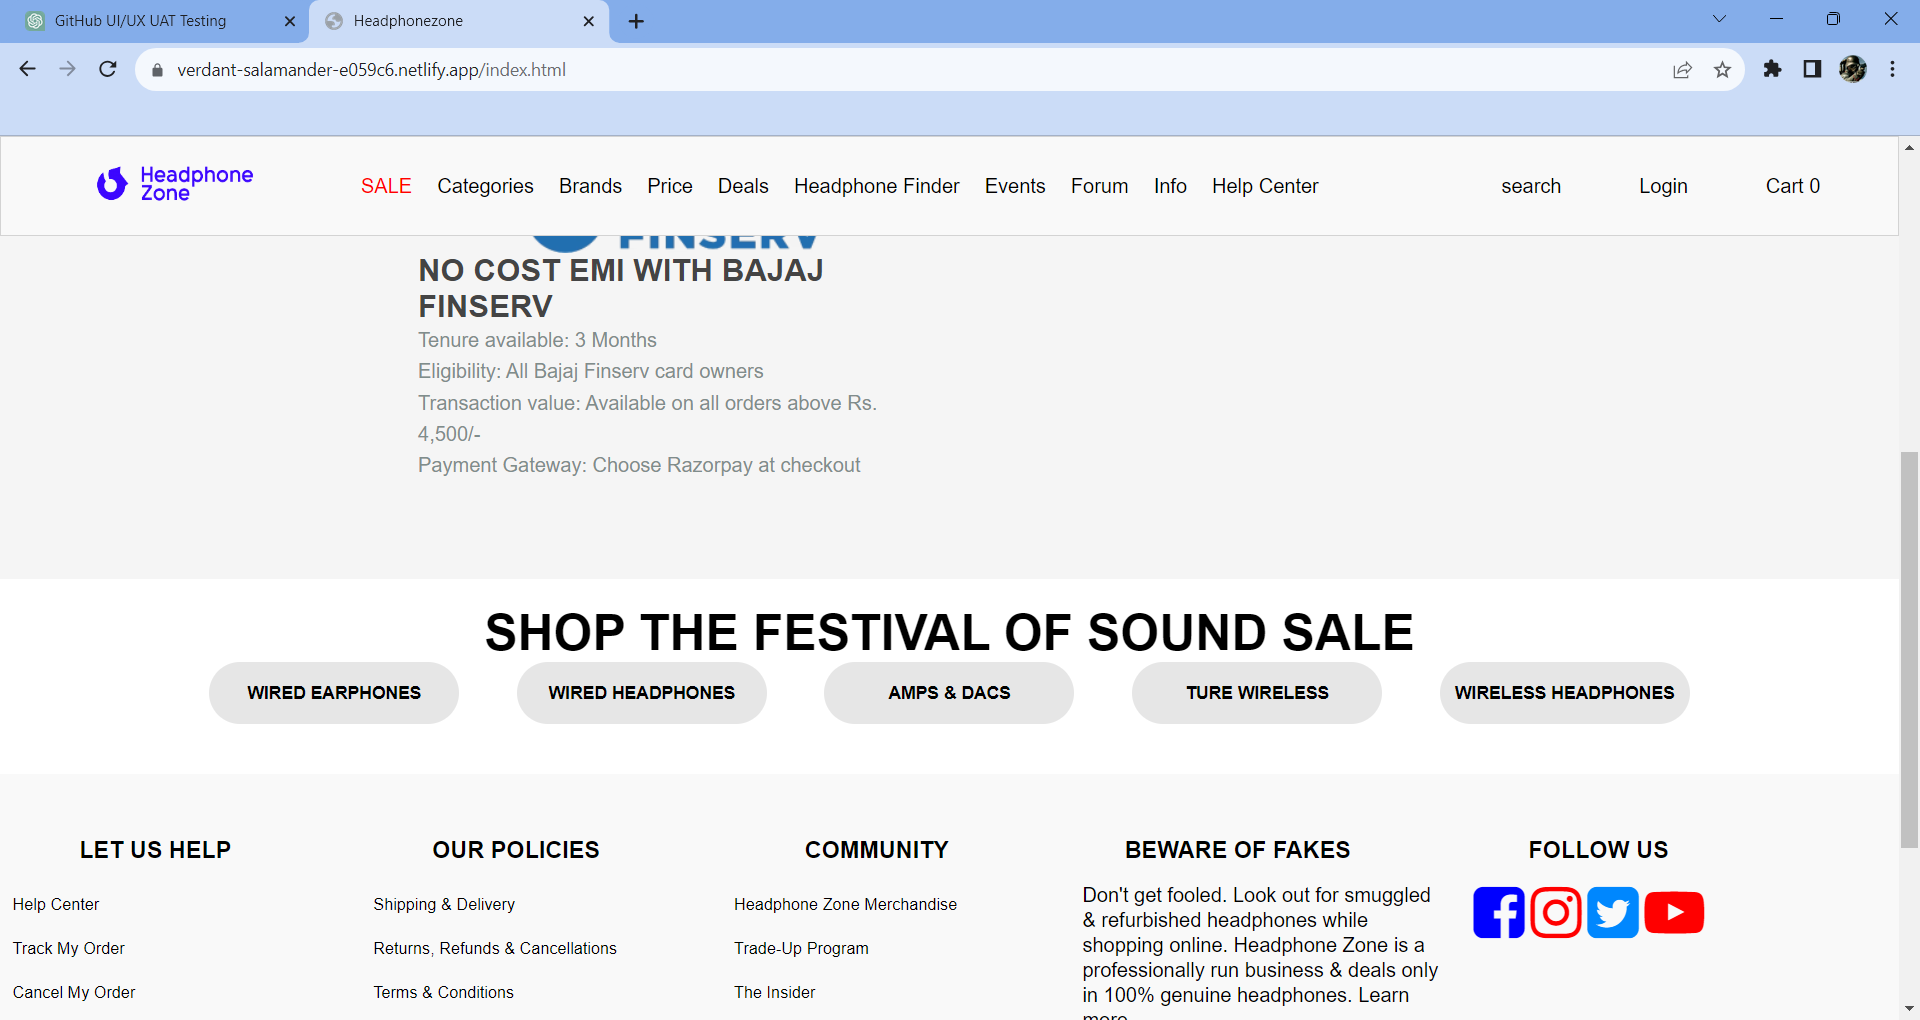 GitHub UI/UX UAT Testing
Headphonezone
verdant-salamander-e059c6.netlify.app/index.html
Headphone
Zone
SALE Categories Brands Price Deals Headphone Finder Events Forum Info Help Center search Login Cart 0
FINSERV
NO COST EMI WITH BAJAJ
FINSERV
Tenure available: 3 Months
Eligibility: All Bajaj Finserv card owners
Transaction value: Available on all orders above Rs.
4,500/-
Payment Gateway: Choose Razorpay at checkout
SHOP THE FESTIVAL OF SOUND SALE
WIRED EARPHONES WIRED HEADPHONES AMPS & DACS TURE WIRELESS WIRELESS HEADPHONES
LET US HELP
Help Center
Track My Order
Cancel My Order
OUR POLICIES
Shipping & Delivery
Returns, Refunds & Cancellations
Terms & Conditions
COMMUNITY
Headphone Zone Merchandise
Trade-Up Program
The Insider
BEWARE OF FAKES
Don't get fooled. Look out for smuggled
& refurbished headphones while
shopping online. Headphone Zone is a
professionally run business & deals only
in 100% genuine headphones. Learn
more
FOLLOW US